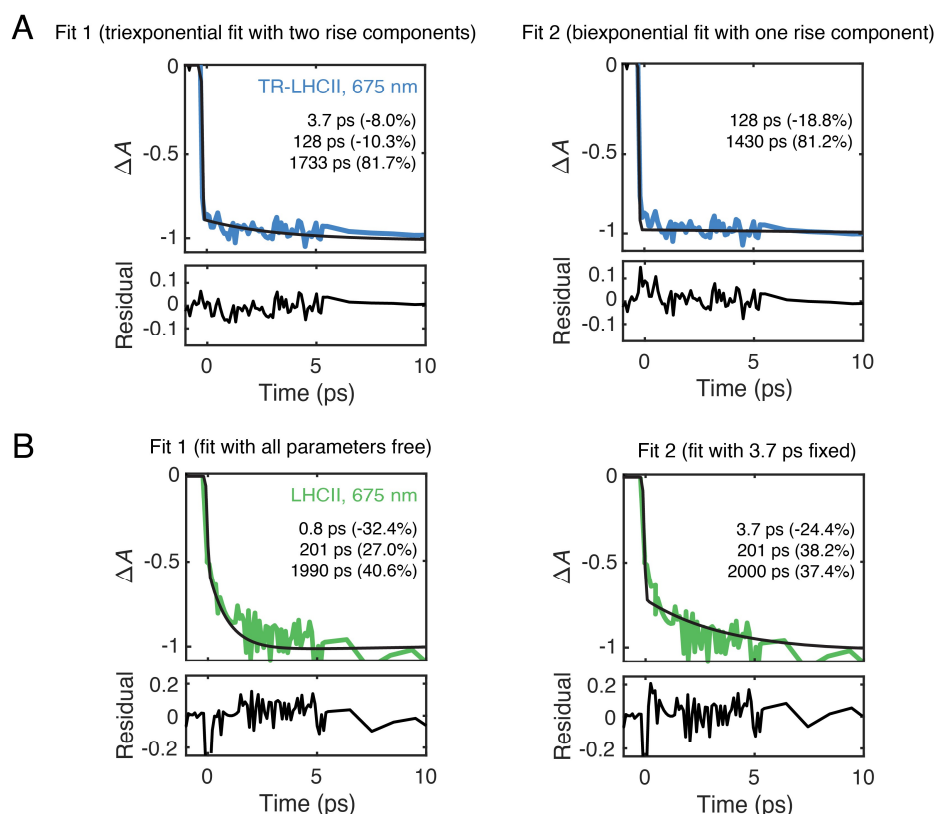 A
Fit 1 (triexponential fit with two rise components)
Fit 2 (biexponential fit with one rise component)
0
-0.5
-1
ΔA
TR-LHCII, 675 nm
3.7 ps (-8.0%)
128 ps (-10.3%)
1733 ps (81.7%)
0.1
0
-0.1
Residual
0 5 10
Time (ps)
0
-0.5
-1
ΔA
128 ps (-18.8%)
1430 ps (81.2%)
0.1
0
-0.1
Residual
0 5 10
Time (ps)
B
Fit 1 (fit with all parameters free)
Fit 2 (fit with 3.7 ps fixed)
0
-0.5
-1
ΔA
LHCII, 675 nm
0.8 ps (-32.4%)
201 ps (27.0%)
1990 ps (40.6%)
0.2
0
-0.2
Residual
0 5 10
Time (ps)
0
-0.5
-1
ΔA
3.7 ps (-24.4%)
201 ps (38.2%)
2000 ps (37.4%)
0.2
0
-0.2
Residual
0 5 10
Time (ps)